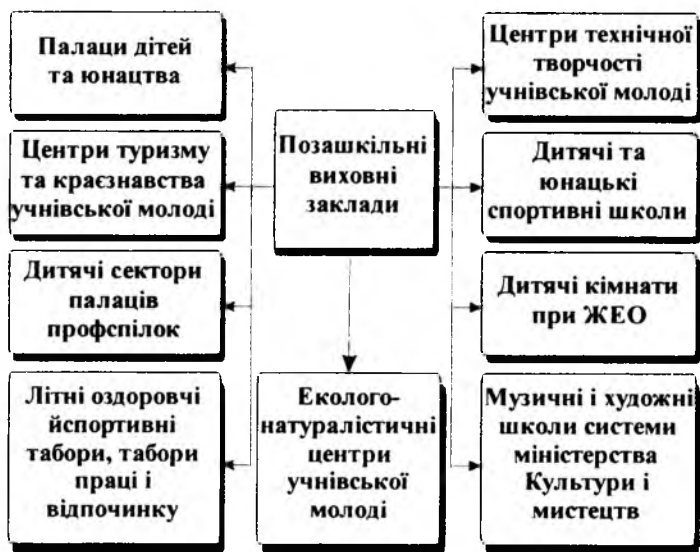 Палаци дітей
та юнацтва
Центри туризму
та краєзнавства
учнівської молоді
Дитячі сектори
палаців
профспілок
Літні оздоровчі
йспортивні
табори, табори
праці і
відпочинку
Позашкільні
виховні
заклади
Еколого-
натуралістичні
центри
учнівської
молоді
Центри технічної
творчості
учнівської молоді
Дитячі та
юнацькі
спортивні школи
Дитячі кімнати
при ЖЕО
Музичні і художні
школи системи
міністерства
Культури і
мистецтв